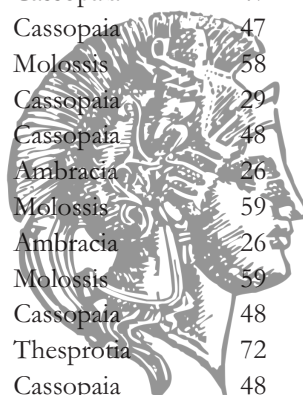 Cassopaia 47
Molossis 58
Cassopaia 29
Cassopaia 48
Ambracia 26
Molossis 59
Ambracia 26
Molossis 59
Cassopaia 48
Thesprotia 72
Cassopaia 48